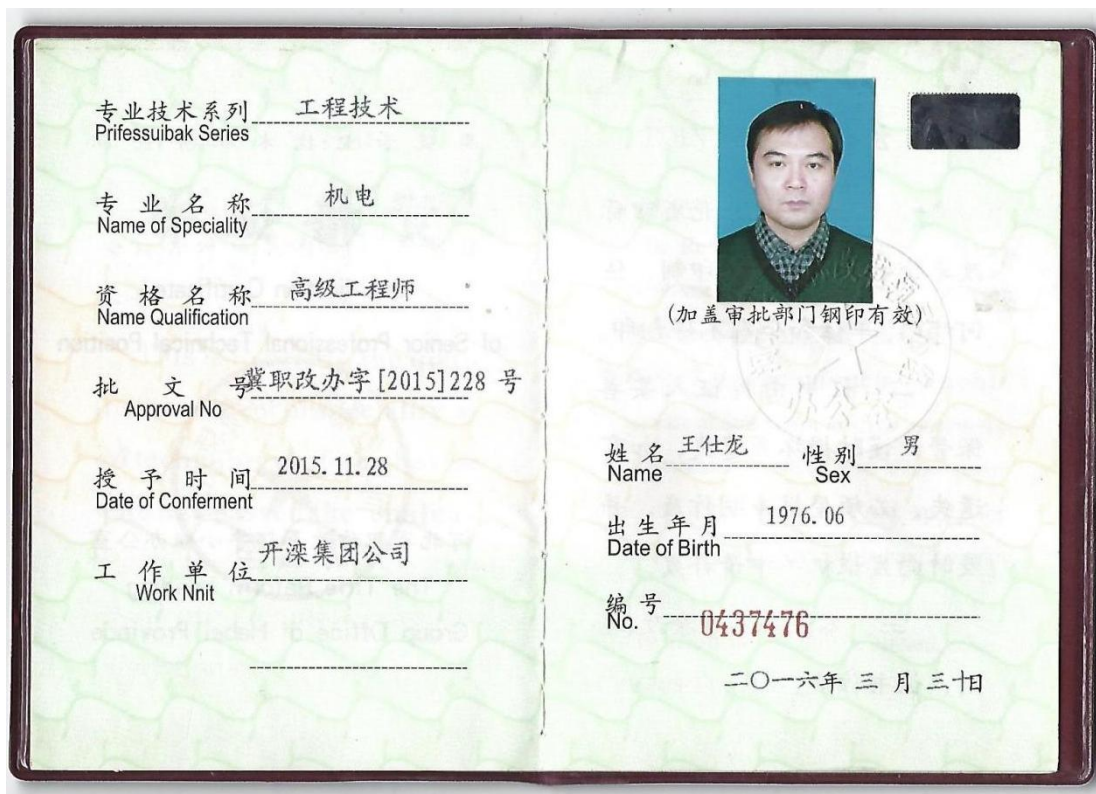 专业技术系列 工程技术
Prifessuibak Series
专业名称 机电
Name of Speciality
资格名称 高级工程师
Name Qualification
批文号 冀职改办字[2015]228 号
Approval No
授予时间 2015.11.28
Date of Conferment
工作单位 开滦集团公司
Work Nnit
(加盖审批部门钢印有效)
办公室
姓名 王仕龙 性别 男
Name Sex
出生年月 1976.06
Date of Birth
编号
No. 0437476
二〇一六年 三 月 三十日